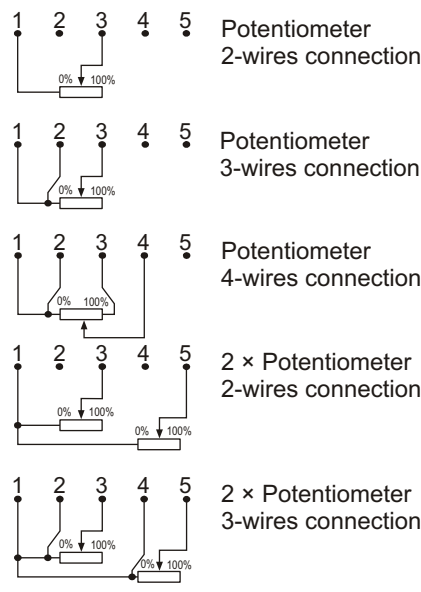 1 2 3 4 5
Potentiometer
2-wires connection
0% 100%
1 2 3 4 5
Potentiometer
3-wires connection
0% 100%
1 2 3 4 5
Potentiometer
4-wires connection
0% 100%
1 2 3 4 5
2 × Potentiometer
2-wires connection
0% 100%
0% 100%
1 2 3 4 5
2 × Potentiometer
3-wires connection
0% 100%
0% 100%